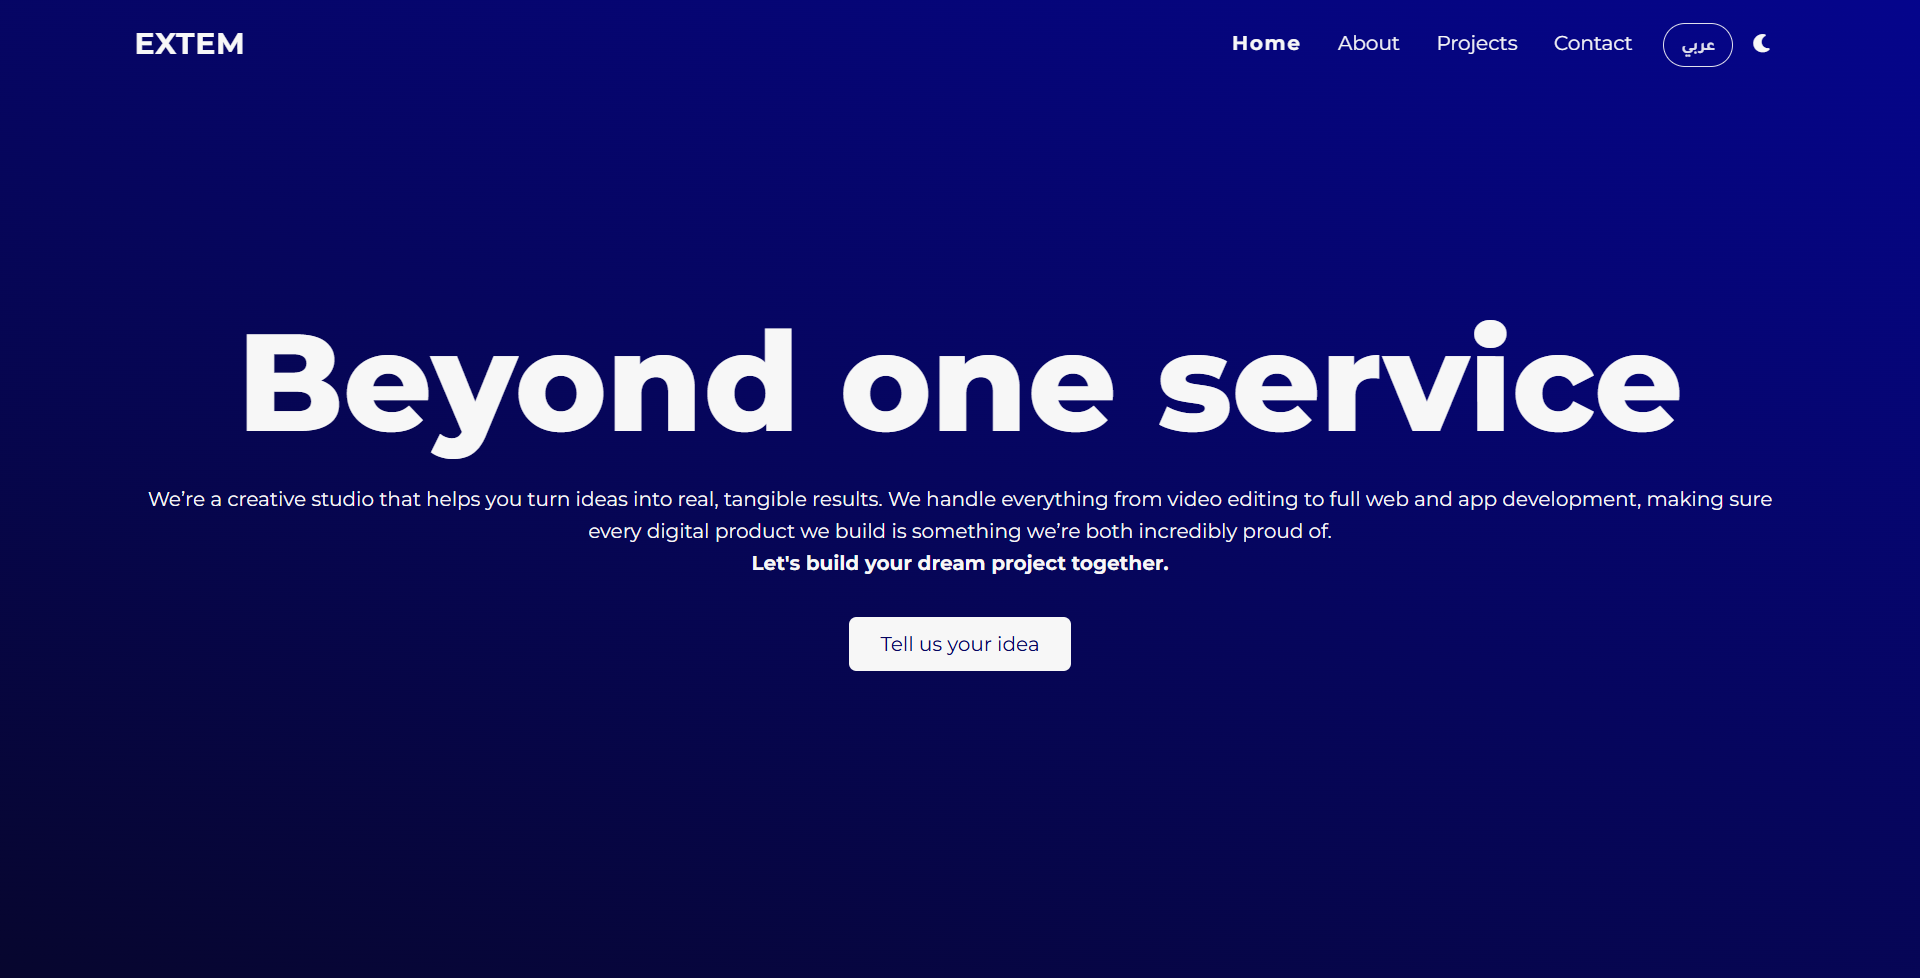 EXTEM
Home
About
Projects
Contact
عربي
Beyond one service
We’re a creative studio that helps you turn ideas into real, tangible results. We handle everything from video editing to full web and app development, making sure
every digital product we build is something we’re both incredibly proud of.
Let's build your dream project together.
Tell us your idea